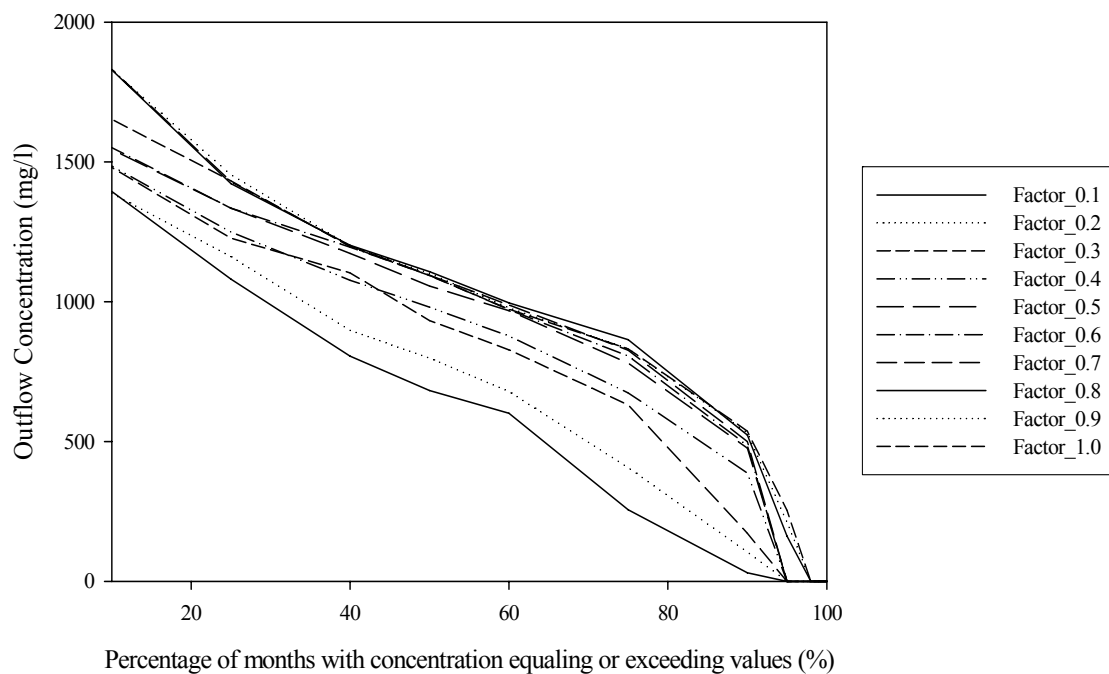 2000
1500
1000
500
0
20
40
60
80
100
Outflow Concentration (mg/l)
Percentage of months with concentration equaling or exceeding values (%)
Factor_0.1
Factor_0.2
Factor_0.3
Factor_0.4
Factor_0.5
Factor_0.6
Factor_0.7
Factor_0.8
Factor_0.9
Factor_1.0